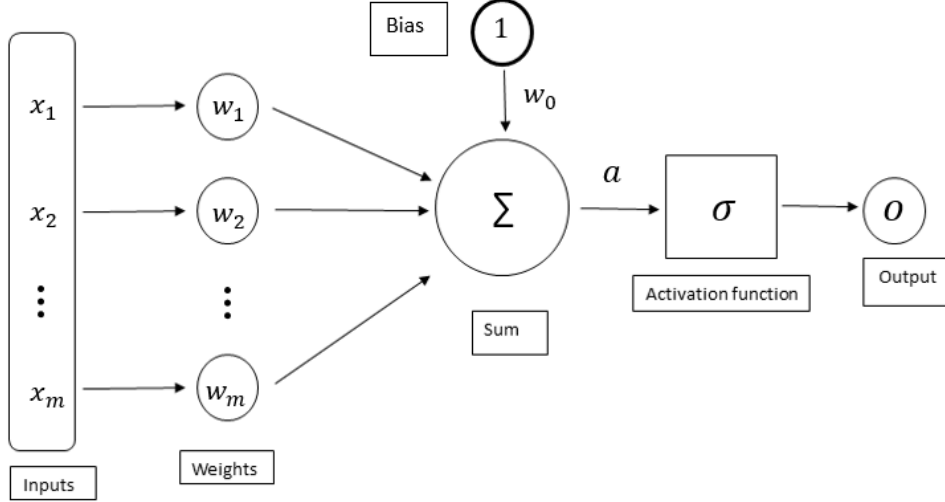 Bias
1
w₀
x₁
w₁
x₂
w₂
⋮
⋮
xₘ
wₘ
∑
a
σ
o
Inputs
Weights
Sum
Activation function
Output